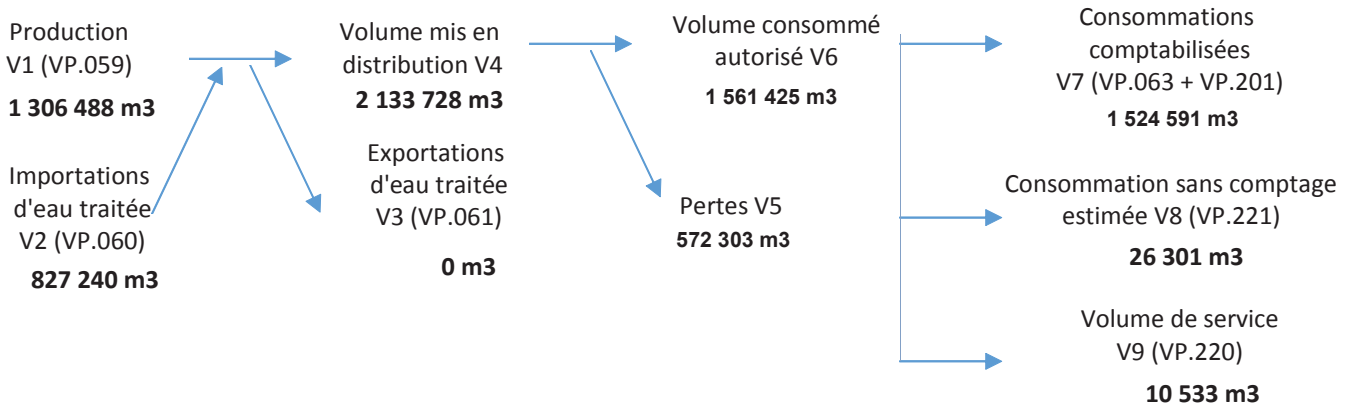 Production
V1 (VP.059)
1 306 488 m3
Importations
d'eau traitée
V2 (VP.060)
827 240 m3
Volume mis en
distribution V4
2 133 728 m3
Exportations
d'eau traitée
V3 (VP.061)
0 m3
Volume consommé
autorisé V6
1 561 425 m3
Pertes V5
572 303 m3
Consommations
comptabilisées
V7 (VP.063 + VP.201)
1 524 591 m3
Consommation sans comptage
estimée V8 (VP.221)
26 301 m3
Volume de service
V9 (VP.220)
10 533 m3